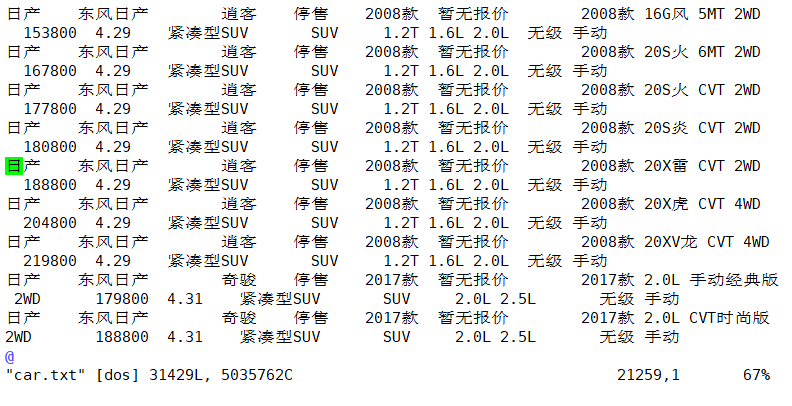 日产 东风日产 逍客 停售 2008款 暂无报价 2008款 16G风 5MT 2WD
153800 4.29 紧凑型SUV SUV 1.2T 1.6L 2.0L 无级 手动
日产 东风日产 逍客 停售 2008款 暂无报价 2008款 20S火 6MT 2WD
167800 4.29 紧凑型SUV SUV 1.2T 1.6L 2.0L 无级 手动
日产 东风日产 逍客 停售 2008款 暂无报价 2008款 20S火 CVT 2WD
177800 4.29 紧凑型SUV SUV 1.2T 1.6L 2.0L 无级 手动
日产 东风日产 逍客 停售 2008款 暂无报价 2008款 20S炎 CVT 2WD
180800 4.29 紧凑型SUV SUV 1.2T 1.6L 2.0L 无级 手动
日产 东风日产 逍客 停售 2008款 暂无报价 2008款 20X雷 CVT 2WD
188800 4.29 紧凑型SUV SUV 1.2T 1.6L 2.0L 无级 手动
日产 东风日产 逍客 停售 2008款 暂无报价 2008款 20X虎 CVT 4WD
204800 4.29 紧凑型SUV SUV 1.2T 1.6L 2.0L 无级 手动
日产 东风日产 逍客 停售 2008款 暂无报价 2008款 20XV龙 CVT 4WD
219800 4.29 紧凑型SUV SUV 1.2T 1.6L 2.0L 无级 手动
日产 东风日产 奇骏 停售 2017款 暂无报价 2017款 2.0L 手动经典版
2WD 179800 4.31 紧凑型SUV SUV 2.0L 2.5L 无级 手动
日产 东风日产 奇骏 停售 2017款 暂无报价 2017款 2.0L CVT时尚版
2WD 188800 4.31 紧凑型SUV SUV 2.0L 2.5L 无级 手动
@
"car.txt" [dos] 31429L, 5035762C 21259,1 67%